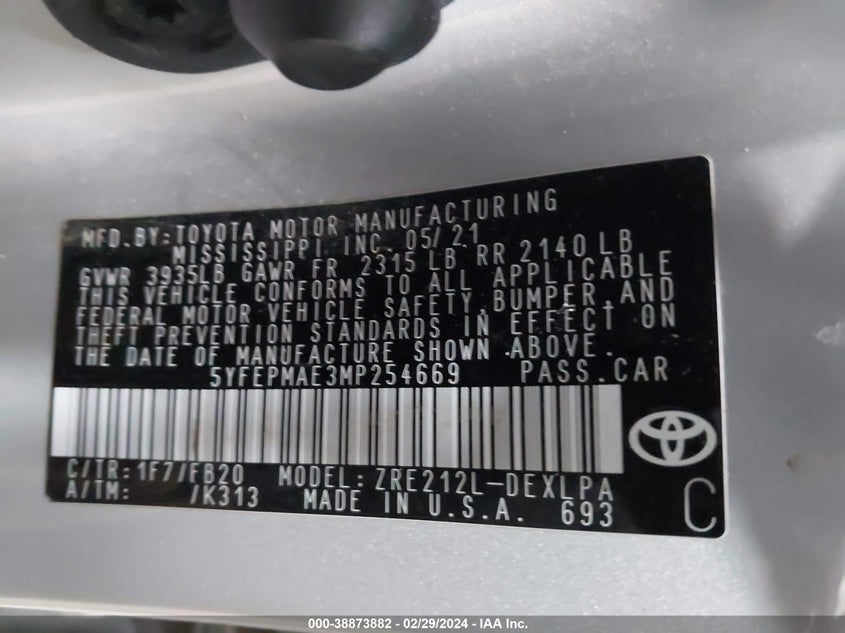 MFD.BY:TOYOTA MOTOR MANUFACTURING
MISSISSIPPI INC. 05/21
GVWR 3935LB GAWR FR 2315 LB RR 2140 LB
THIS VEHICLE CONFORMS TO ALL APPLICABLE
FEDERAL MOTOR VEHICLE SAFETY, BUMPER, AND
THEFT PREVENTION STANDARDS IN EFFECT ON
THE DATE OF MANUFACTURE SHOWN ABOVE.
5YFEPMAE3MP254669 PASS.CAR
C/TR: 1F7/FB20 MODEL: ZRE212L-DEXLPA
A/TM: /K313 MADE IN U.S.A. 693
C
000-38873882 - 02/29/2024 - IAA Inc.